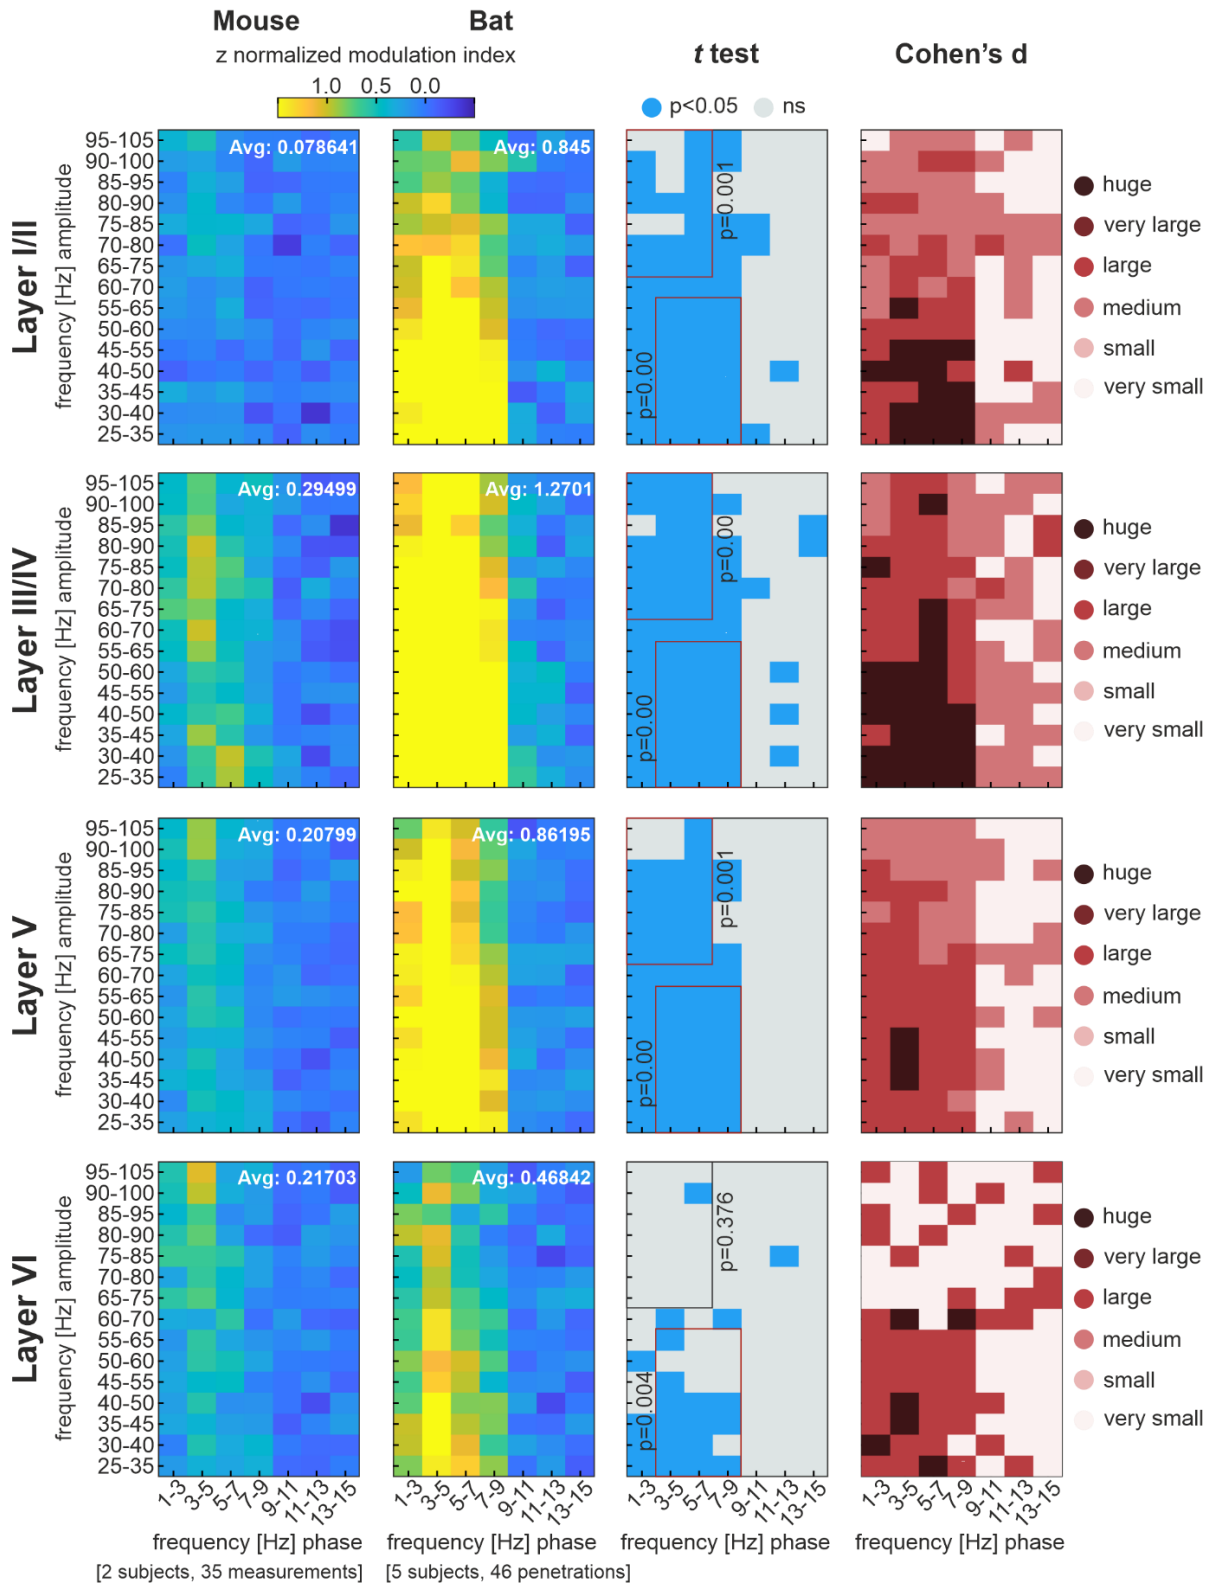 Mouse
Bat
z normalized modulation index
t test
Cohen's d
1.0 0.5 0.0
p<0.05
ns
Layer I/II
frequency [Hz] amplitude
95-105
90-100
85-95
80-90
75-85
70-80
65-75
60-70
55-65
50-60
45-55
40-50
35-45
30-40
25-35
Avg: 0.078641
Avg: 0.845
p=0.001
p=0.00
huge
very large
large
medium
small
very small
Layer III/IV
frequency [Hz] amplitude
95-105
90-100
85-95
80-90
75-85
70-80
65-75
60-70
55-65
50-60
45-55
40-50
35-45
30-40
25-35
Avg: 0.29499
Avg: 1.2701
p=0.00
p=0.00
huge
very large
large
medium
small
very small
Layer V
frequency [Hz] amplitude
95-105
90-100
85-95
80-90
75-85
70-80
65-75
60-70
55-65
50-60
45-55
40-50
35-45
30-40
25-35
Avg: 0.20799
Avg: 0.86195
p=0.001
p=0.00
huge
very large
large
medium
small
very small
Layer VI
frequency [Hz] amplitude
95-105
90-100
85-95
80-90
75-85
70-80
65-75
60-70
55-65
50-60
45-55
40-50
35-45
30-40
25-35
Avg: 0.21703
Avg: 0.46842
p=0.376
p=0.004
huge
very large
large
medium
small
very small
1-3 3-5 5-7 7-9 9-11 11-13 13-15
1-3 3-5 5-7 7-9 9-11 11-13 13-15
1-3 3-5 5-7 7-9 9-11 11-13 13-15
1-3 3-5 5-7 7-9 9-11 11-13 13-15
frequency [Hz] phase
frequency [Hz] phase
frequency [Hz] phase
frequency [Hz] phase
[2 subjects, 35 measurements]
[5 subjects, 46 penetrations]